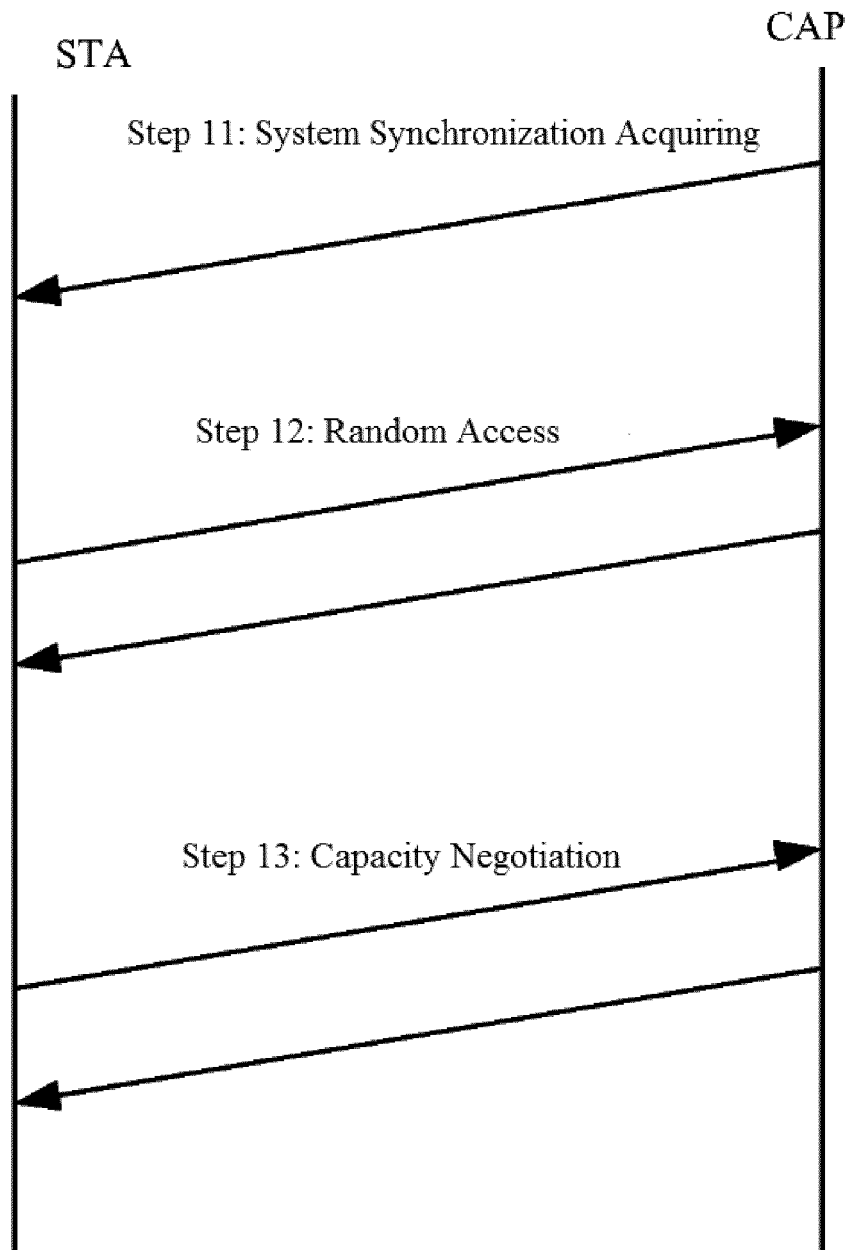 STA
CAP
Step 11: System Synchronization Acquiring
Step 12: Random Access
Step 13: Capacity Negotiation